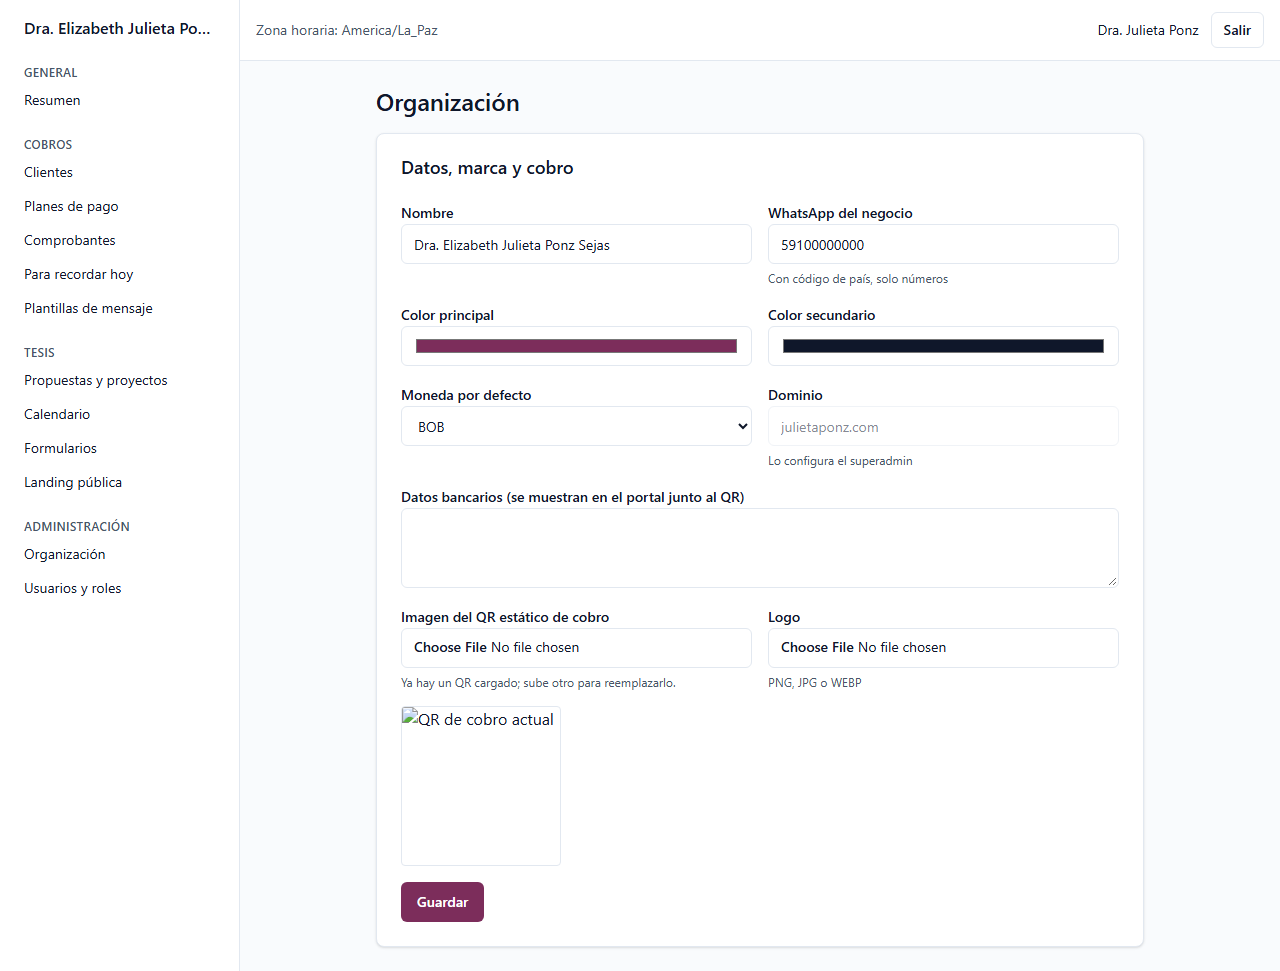 Dra. Elizabeth Julieta Po...
Zona horaria: America/La_Paz
Dra. Julieta Ponz
Salir
GENERAL
Resumen
COBROS
Clientes
Planes de pago
Comprobantes
Para recordar hoy
Plantillas de mensaje
TESIS
Propuestas y proyectos
Calendario
Formularios
Landing pública
ADMINISTRACIÓN
Organización
Usuarios y roles
Organización
Datos, marca y cobro
Nombre
Dra. Elizabeth Julieta Ponz Sejas
WhatsApp del negocio
59100000000
Con código de país, solo números
Color principal
Color secundario
Moneda por defecto
BOB
Dominio
julietaponz.com
Lo configura el superadmin
Datos bancarios (se muestran en el portal junto al QR)
Imagen del QR estático de cobro
Choose File No file chosen
Ya hay un QR cargado; sube otro para reemplazarlo.
Logo
Choose File No file chosen
PNG, JPG o WEBP
QR de cobro actual
Guardar